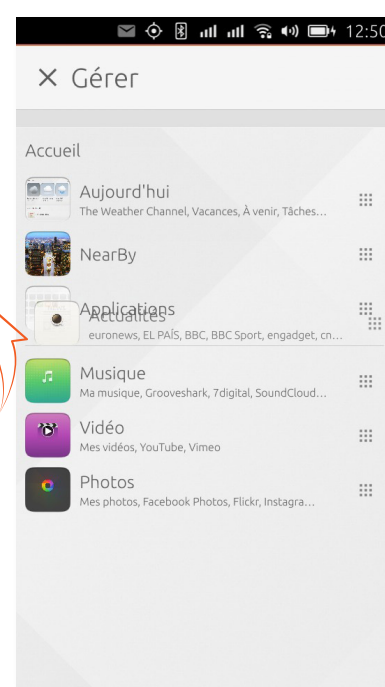 12:50
Gérer
Accueil
Aujourd'hui
The Weather Channel, Vacances, À venir, Tâches...
NearBy
Applications
Actualités
euronews, EL PAÍS, BBC, BBC Sport, engadget, cn...
Musique
Ma musique, Grooveshark, 7digital, SoundCloud...
Vidéo
Mes vidéos, YouTube, Vimeo
Photos
Mes photos, Facebook Photos, Flickr, Instagra...